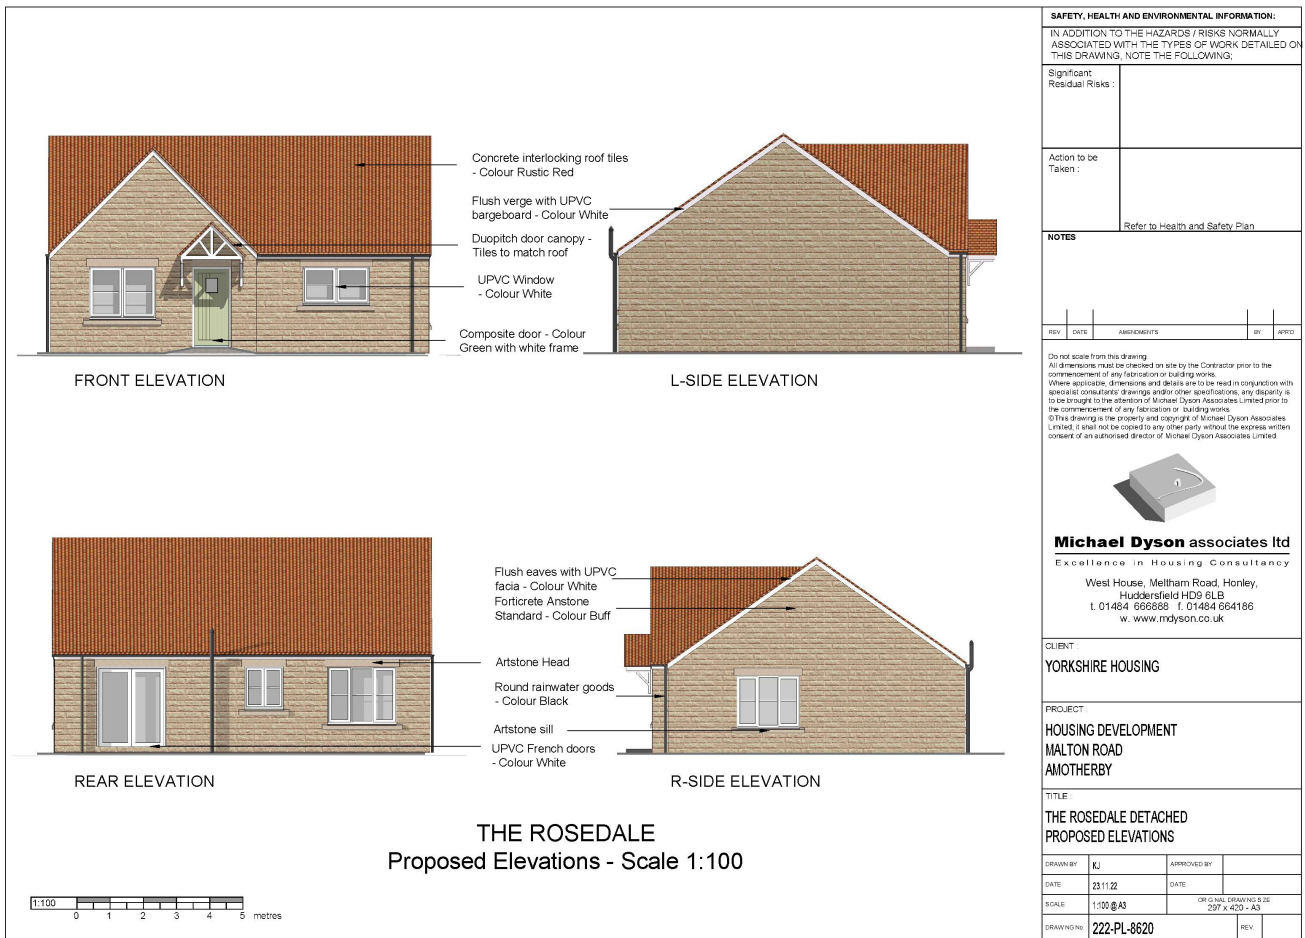 Concrete interlocking roof tiles
- Colour Rustic Red
Flush verge with UPVC
bargeboard - Colour White
Duopitch door canopy -
Tiles to match roof
UPVC Window
- Colour White
Composite door - Colour
Green with white frame
FRONT ELEVATION
L-SIDE ELEVATION
Flush eaves with UPVC
facia - Colour White
Forticrete Anstone
Standard - Colour Buff
Artstone Head
Round rainwater goods
- Colour Black
Artstone sill
UPVC French doors
- Colour White
REAR ELEVATION
R-SIDE ELEVATION
THE ROSEDALE
Proposed Elevations - Scale 1:100
1:100
0 1 2 3 4 5 metres
SAFETY, HEALTH AND ENVIRONMENTAL INFORMATION:
IN ADDITION TO THE HAZARDS / RISKS NORMALLY
ASSOCIATED WITH THE TYPES OF WORK DETAILED ON
THIS DRAWING, NOTE THE FOLLOWING;
Significant
Residual Risks :
Action to be
Taken :
Refer to Health and Safety Plan
NOTES
REV DATE AMENDMENTS BY APR'D
Do not scale from this drawing.
All dimensions must be checked on site by the Contractor prior to the
commencement of any fabrication or building works.
Where applicable, dimensions and details are to be read in conjunction with
specialist consultants' drawings and/or other specifications; any disparity is
to be brought to the attention of Michael Dyson Associates Limited prior to
the commencement of any fabrication or building works.
©This drawing is the property and copyright of Michael Dyson Associates
Limited; it shall not be copied to any other party without the express written
consent of an authorised director of Michael Dyson Associates Limited.
Michael Dyson associates ltd
Excellence in Housing Consultancy
West House, Meltham Road, Honley,
Huddersfield HD9 6LB
t. 01484 666888 f. 01484 664186
w. www.mdyson.co.uk
CLIENT :
YORKSHIRE HOUSING
PROJECT :
HOUSING DEVELOPMENT
MALTON ROAD
AMOTHERBY
TITLE :
THE ROSEDALE DETACHED
PROPOSED ELEVATIONS
DRAWN BY KJ APPROVED BY
DATE 23.11.22 DATE
SCALE 1:100 @ A3 ORIGINAL DRAWING SIZE
297 x 420 - A3
DRAWING No 222-PL-8620 REV.